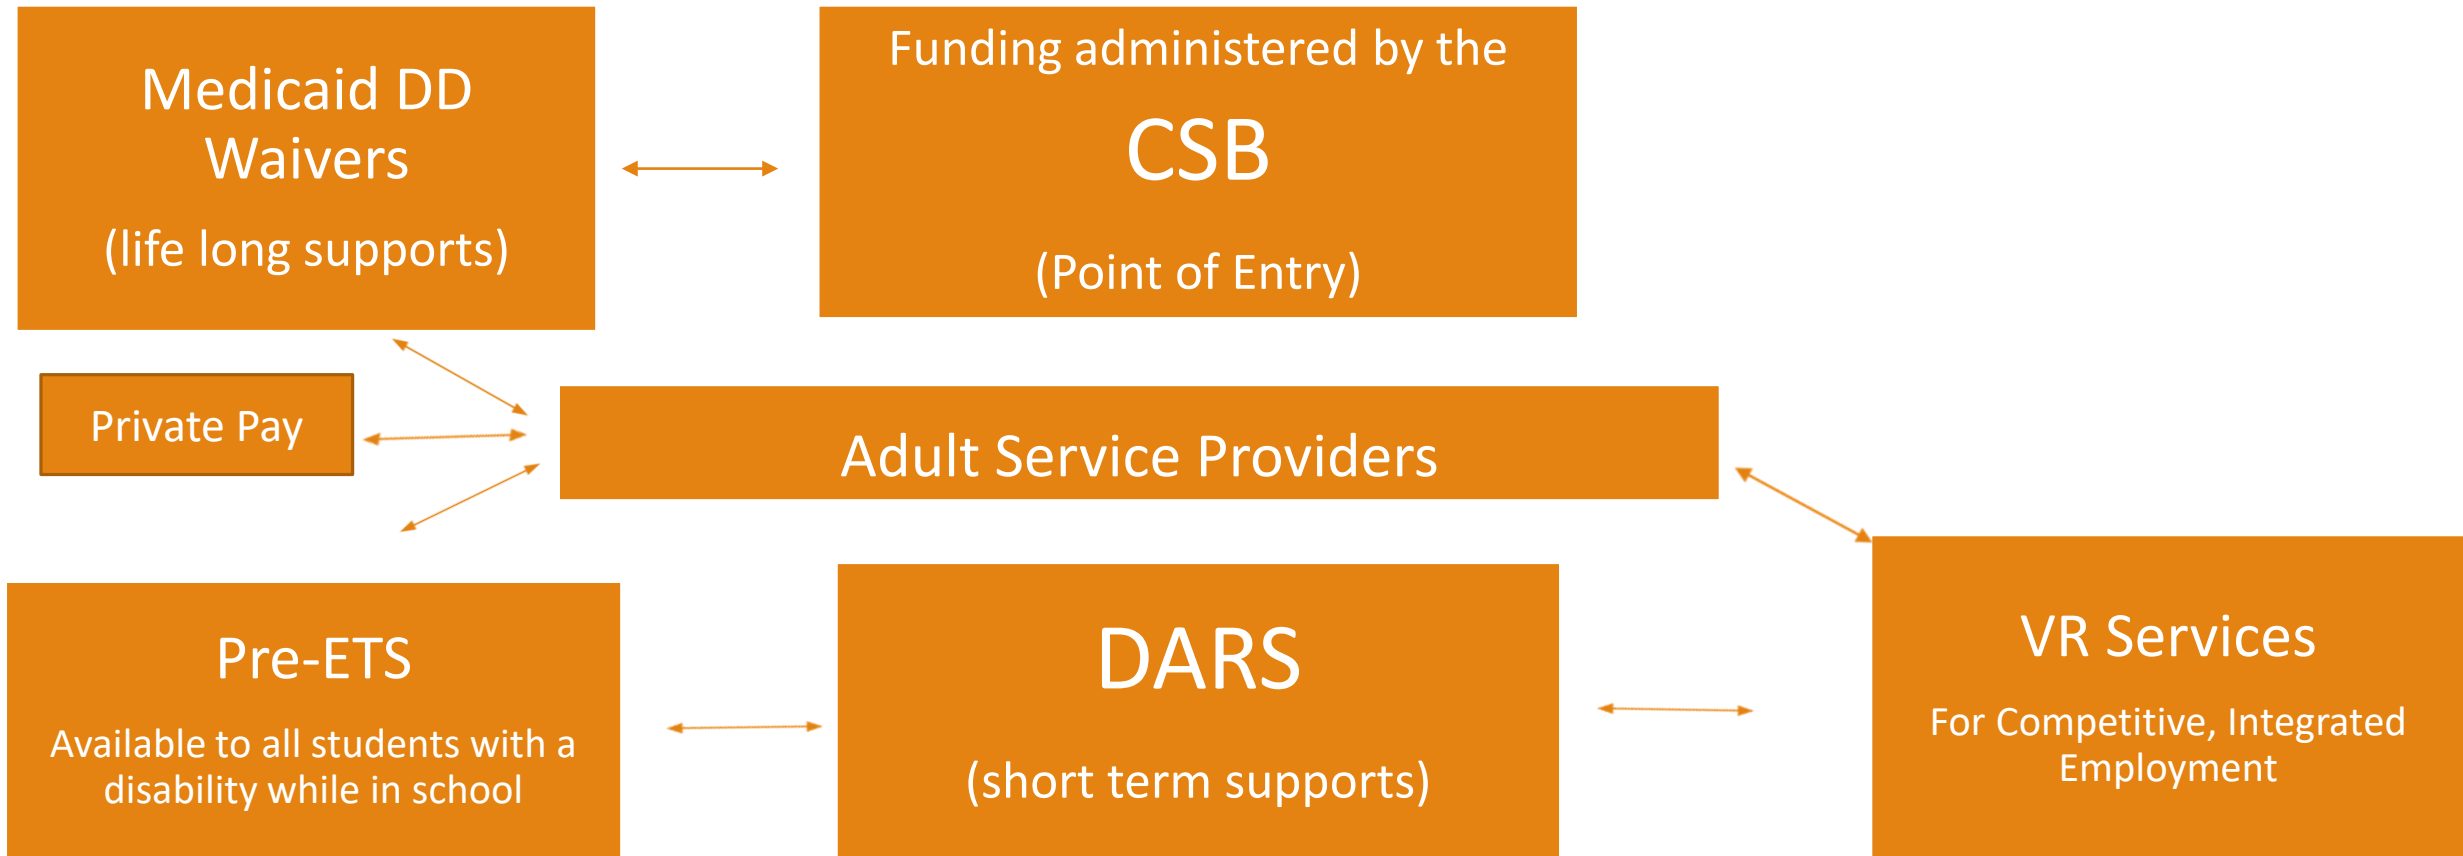 Medicaid DD
Waivers
(life long supports)
Funding administered by the
CSB
(Point of Entry)
Private Pay
Adult Service Providers
Pre-ETS
Available to all students with a
disability while in school
DARS
(short term supports)
VR Services
For Competitive, Integrated
Employment